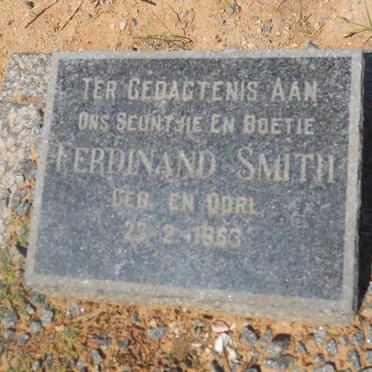 TER GEDAGTENIS AAN
ONS SEUNTJIE EN BOETIE
FERDINAND SMITH
GEB. EN OORL.
25-2-1963